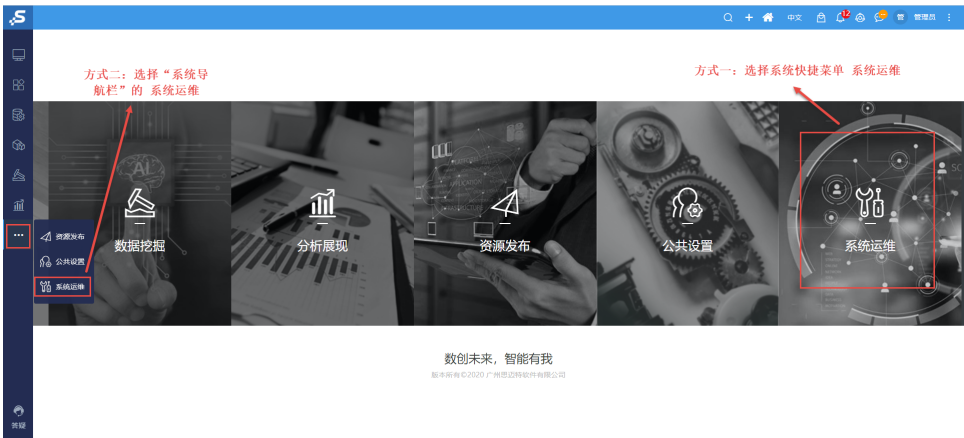 S
中文
12
管
管理员
方式二：选择“系统导
航栏”的 系统运维
方式一：选择系统快捷菜单 系统运维
AI
数据挖掘
分析展现
资源发布
公共设置
系统运维
资源发布
公共设置
系统运维
数创未来，智能有我
版本所有©2020 广州思迈特软件有限公司
答疑